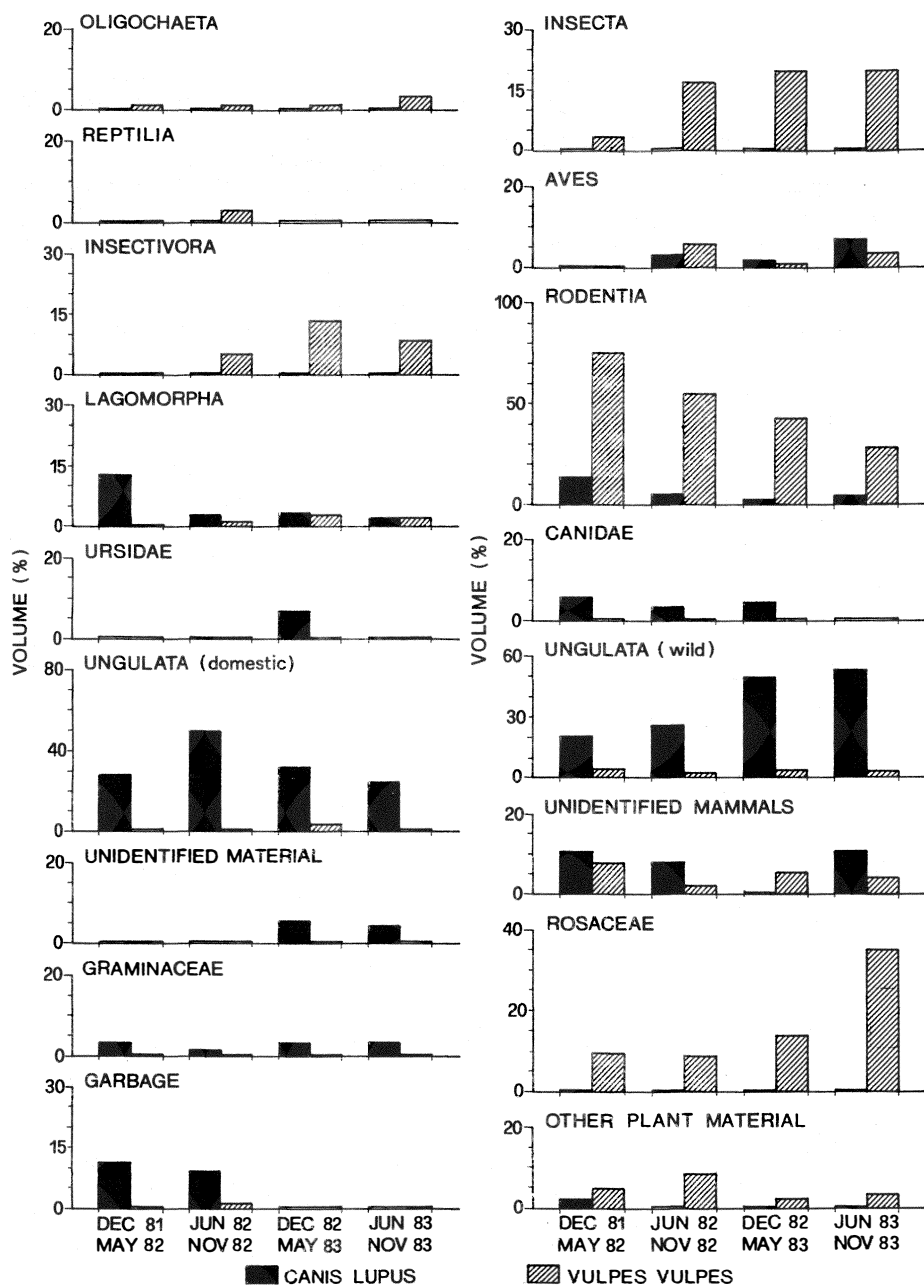 OLIGOCHAETA
20
0
REPTILIA
20
0
INSECTIVORA
30
15
0
LAGOMORPHA
30
15
0
URSIDAE
20
0
UNGULATA (domestic)
80
40
0
UNIDENTIFIED MATERIAL
20
0
GRAMINACEAE
20
0
GARBAGE
30
15
0
VOLUME (%)
DEC 81 JUN 82 DEC 82 JUN 83
MAY 82 NOV 82 MAY 83 NOV 83
INSECTA
30
15
0
AVES
20
0
RODENTIA
100
50
0
CANIDAE
20
0
UNGULATA (wild)
60
30
0
UNIDENTIFIED MAMMALS
20
0
ROSACEAE
40
20
0
OTHER PLANT MATERIAL
20
0
VOLUME (%)
DEC 81 JUN 82 DEC 82 JUN 83
MAY 82 NOV 82 MAY 83 NOV 83
CANIS LUPUS
VULPES VULPES